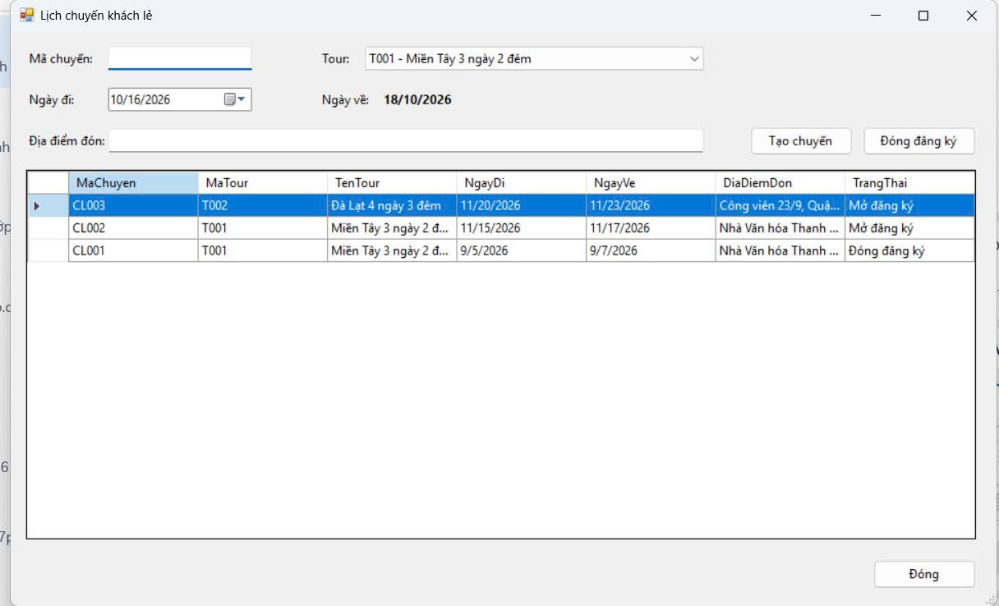 Lịch chuyến khách lẻ
Mã chuyến: Tour: T001 - Miền Tây 3 ngày 2 đêm
Ngày đi: 10/16/2026 Ngày về: 18/10/2026
Địa điểm đón: Tạo chuyến Đóng đăng ký
MaChuyen MaTour TenTour NgayDi NgayVe DiaDiemDon TrangThai
CL003 T002 Đà Lạt 4 ngày 3 đêm 11/20/2026 11/23/2026 Công viên 23/9, Quậ... Mở đăng ký
CL002 T001 Miền Tây 3 ngày 2 đ... 11/15/2026 11/17/2026 Nhà Văn hóa Thanh ... Mở đăng ký
CL001 T001 Miền Tây 3 ngày 2 đ... 9/5/2026 9/7/2026 Nhà Văn hóa Thanh ... Đóng đăng ký
Đóng